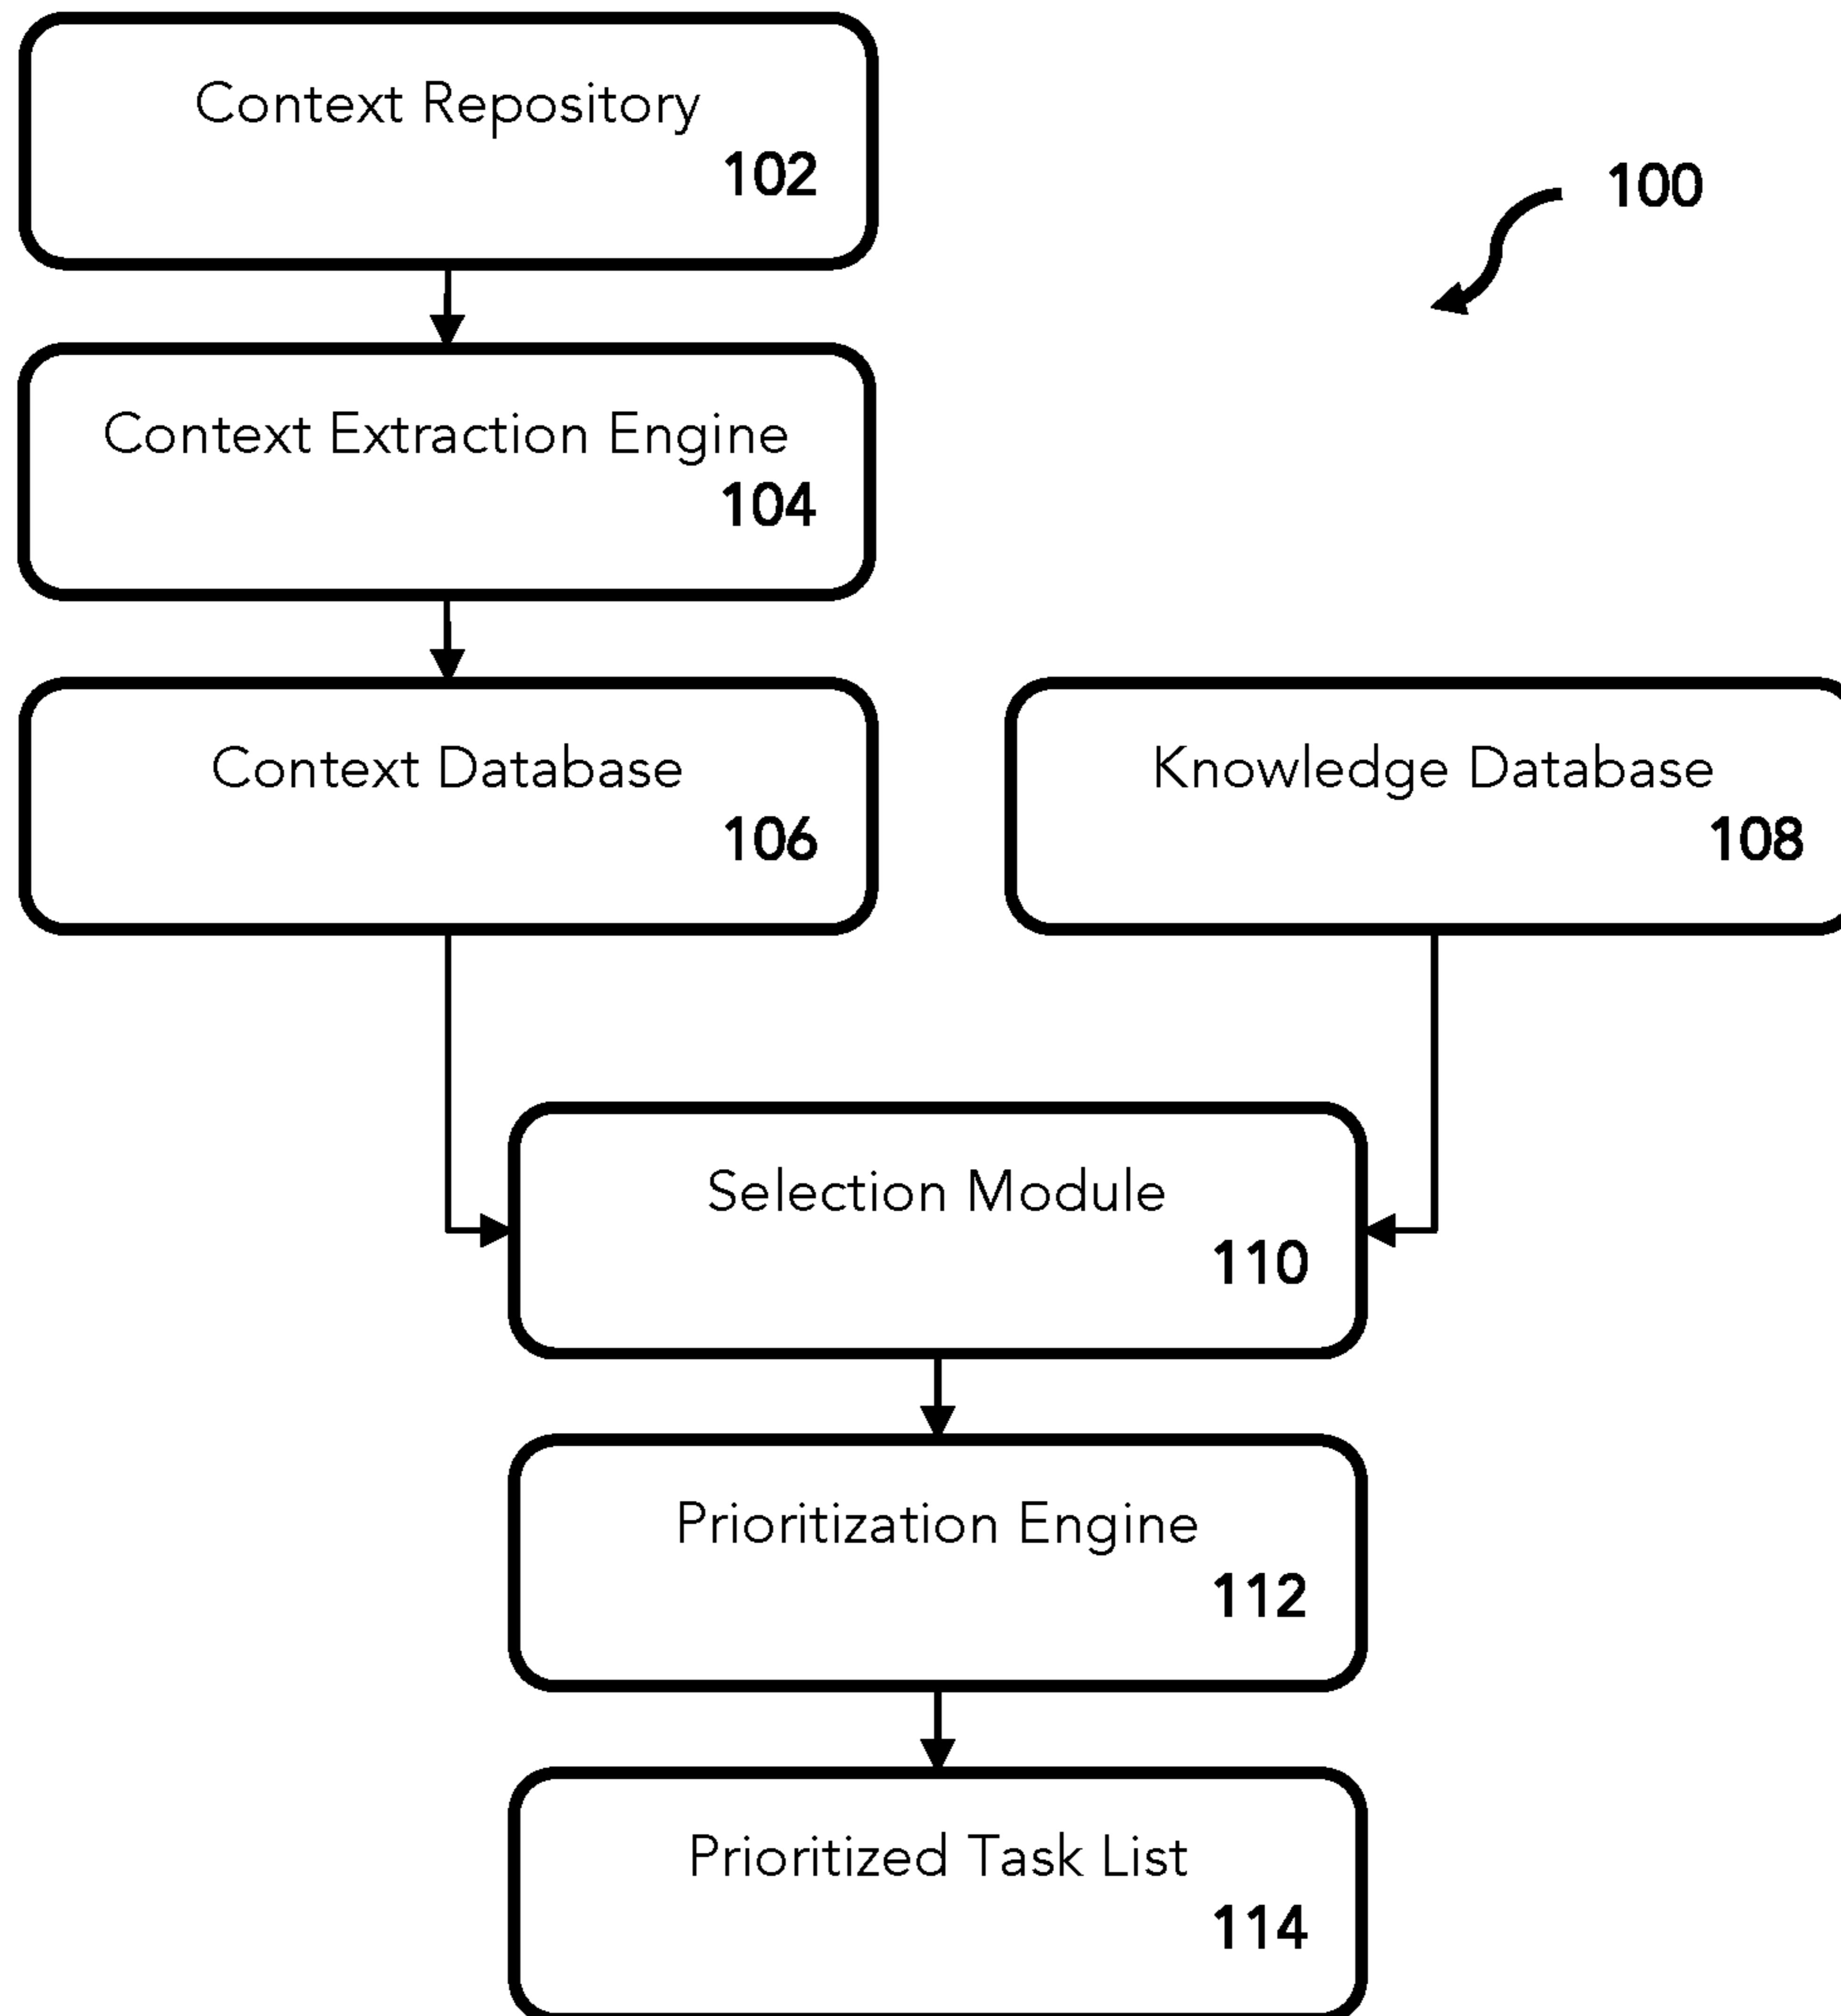 Context Repository
102
100
Context Extraction Engine
104
Context Database
106
Knowledge Database
108
Selection Module
110
Prioritization Engine
112
Prioritized Task List
114